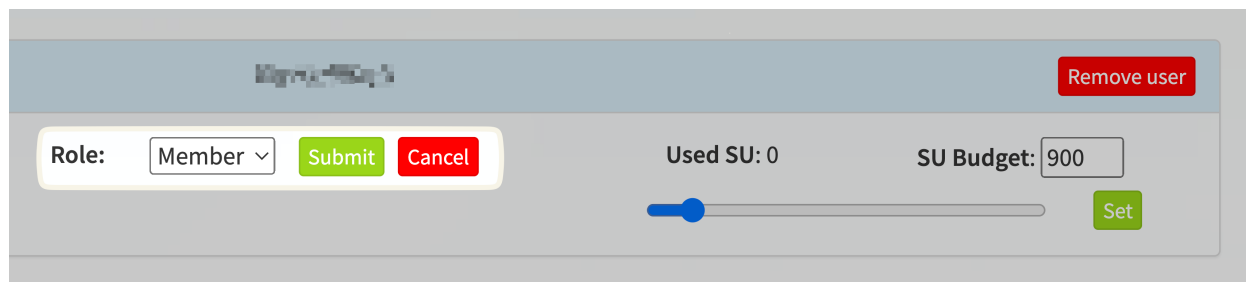 Remove user
Role: Member Submit Cancel Used SU: 0 SU Budget: 900
Set